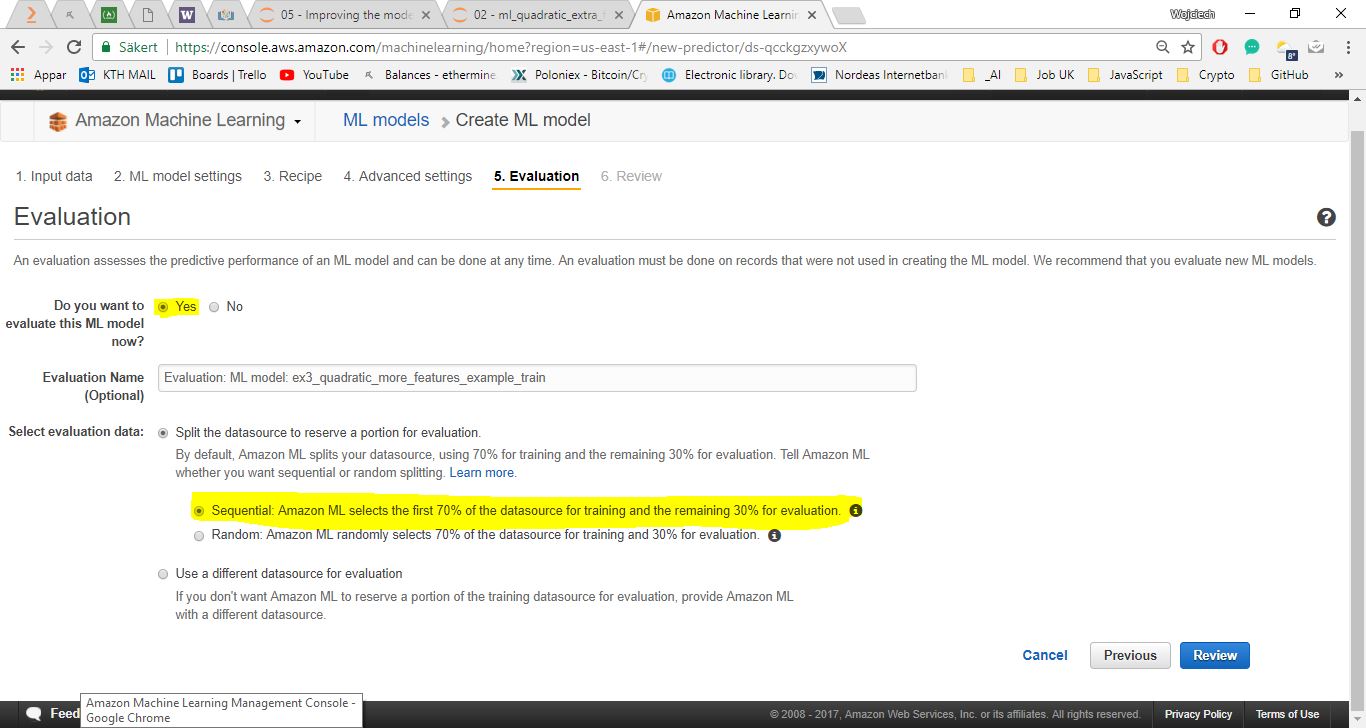 05 - Improving the mode
02 - ml_quadratic_extra_
Amazon Machine Learnin
Wojciech
Säkert
https://console.aws.amazon.com/machinelearning/home?region=us-east-1#/new-predictor/ds-qcckgzxywoX
8°
Appar
KTH MAIL
Boards | Trello
YouTube
Balances - ethermine
Poloniex - Bitcoin/Cry
Electronic library. Do
Nordeas Internetbank
_AI
Job UK
JavaScript
Crypto
GitHub
»
Amazon Machine Learning
ML models
Create ML model
1. Input data
2. ML model settings
3. Recipe
4. Advanced settings
5. Evaluation
6. Review
Evaluation
?
An evaluation assesses the predictive performance of an ML model and can be done at any time. An evaluation must be done on records that were not used in creating the ML model. We recommend that you evaluate new ML models.
Do you want to
evaluate this ML model
now?
Yes
No
Evaluation Name
(Optional)
Evaluation: ML model: ex3_quadratic_more_features_example_train
Select evaluation data:
Split the datasource to reserve a portion for evaluation.
By default, Amazon ML splits your datasource, using 70% for training and the remaining 30% for evaluation. Tell Amazon ML
whether you want sequential or random splitting. Learn more.
Sequential: Amazon ML selects the first 70% of the datasource for training and the remaining 30% for evaluation.
Random: Amazon ML randomly selects 70% of the datasource for training and 30% for evaluation.
Use a different datasource for evaluation
If you don't want Amazon ML to reserve a portion of the training datasource for evaluation, provide Amazon ML
with a different datasource.
Cancel
Previous
Review
Feed
Amazon Machine Learning Management Console -
Google Chrome
© 2008 - 2017, Amazon Web Services, Inc. or its affiliates. All rights reserved.
Privacy Policy
Terms of Use